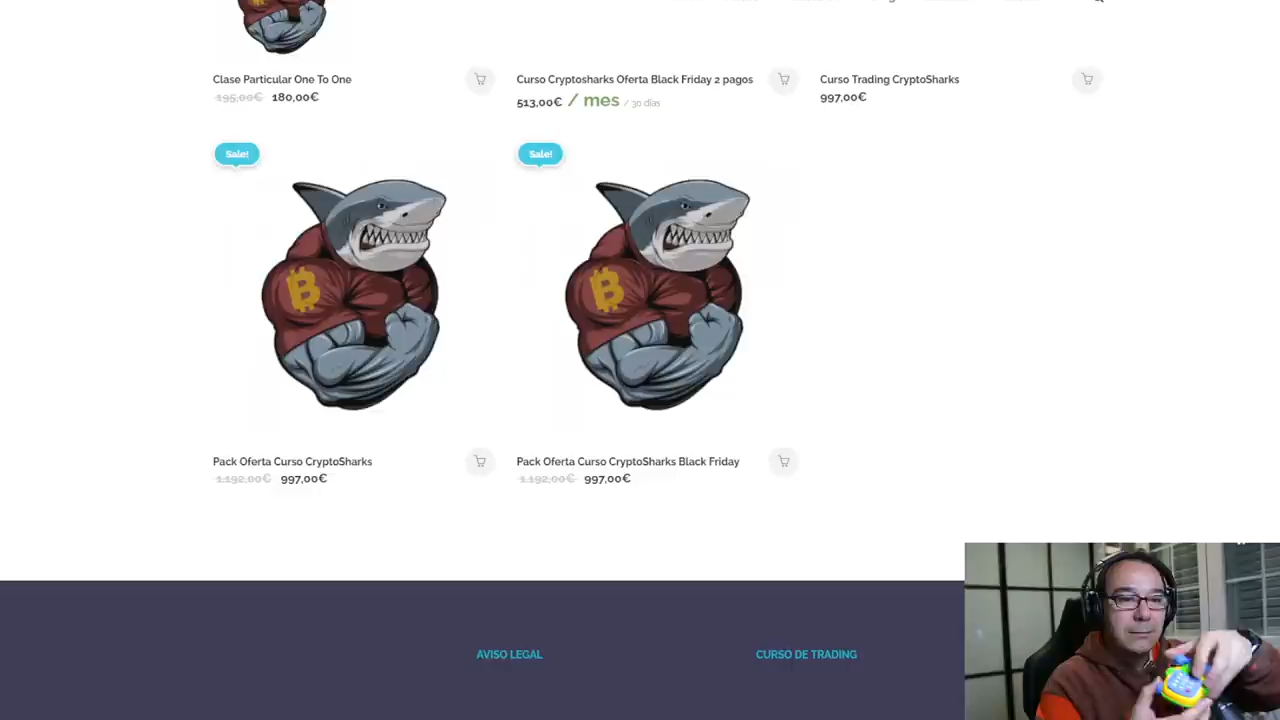 Clase Particular One To One
195,00€ 180,00€
Curso Cryptosharks Oferta Black Friday 2 pagos
513,00€ / mes / 30 días
Curso Trading CryptoSharks
997,00€
Sale!
Sale!
Pack Oferta Curso CryptoSharks
1.192,00€ 997,00€
Pack Oferta Curso CryptoSharks Black Friday
1.192,00€ 997,00€
AVISO LEGAL
CURSO DE TRADING